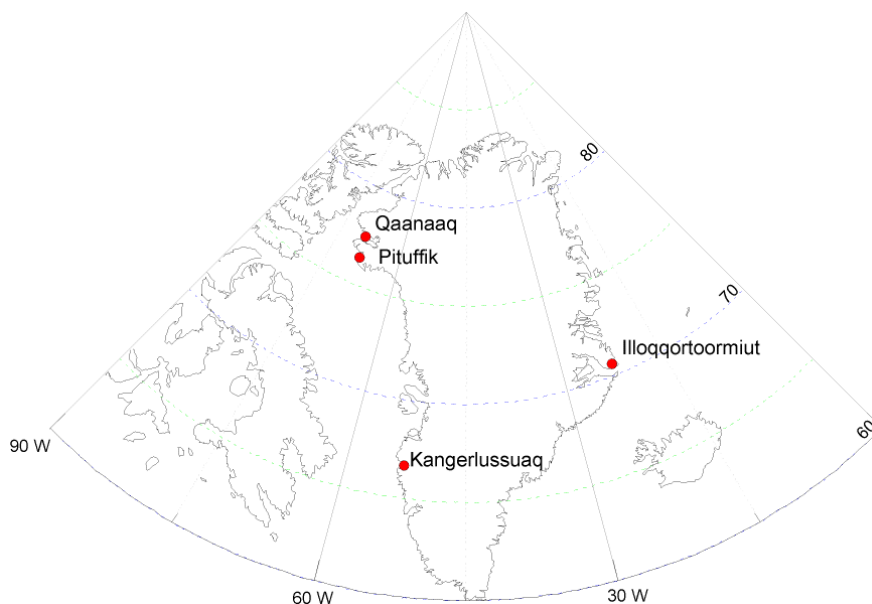 80
Qaanaaq
Pituffik
70
Illoqqortoormiut
60
90 W
Kangerlussuaq
60 W
30 W